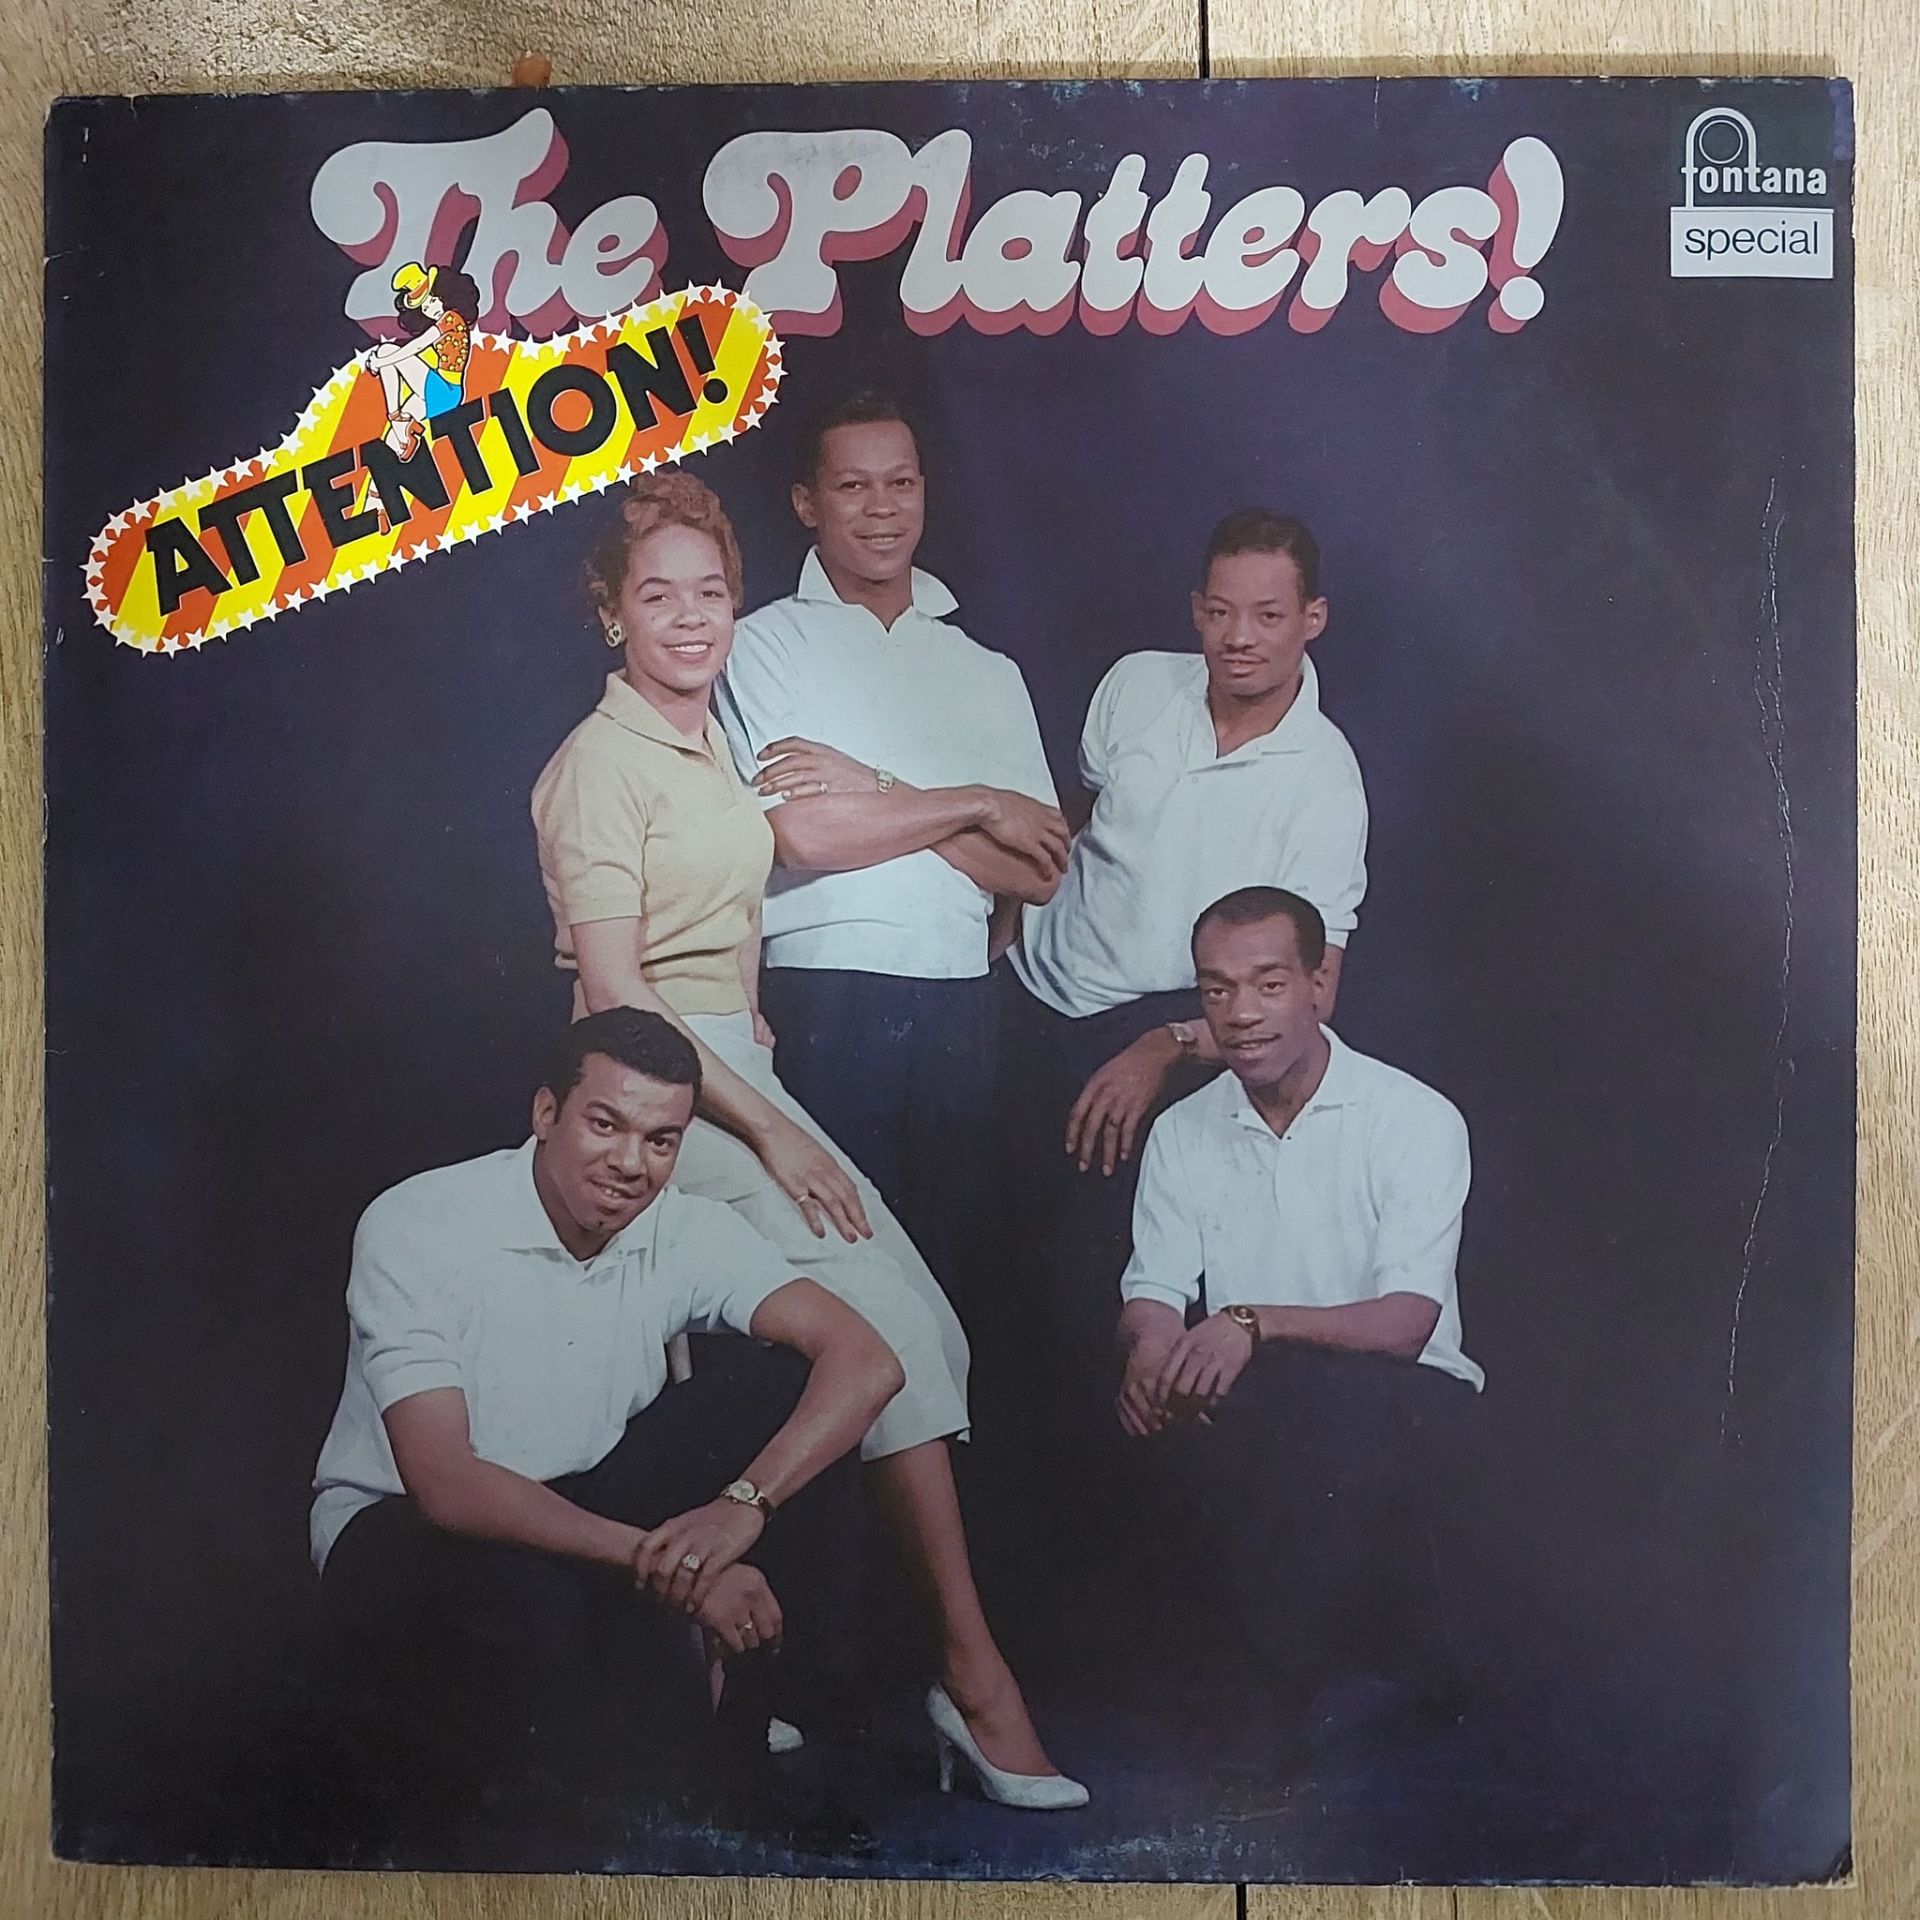 The Platters!
fontana
special
ATTENTION!